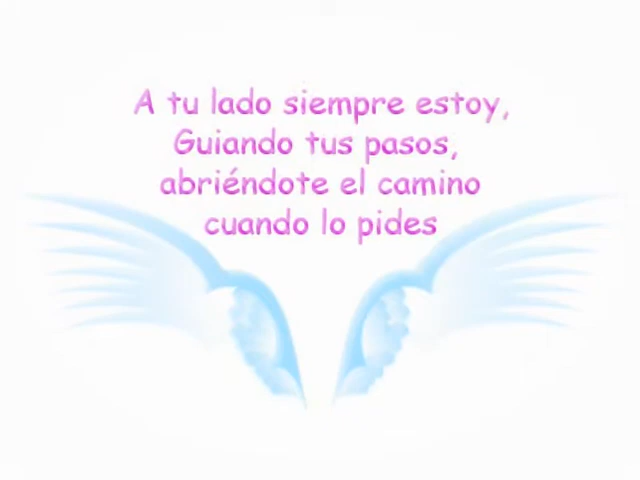 A tu lado siempre estoy,
Guiando tus pasos,
abriéndote el camino
cuando lo pides